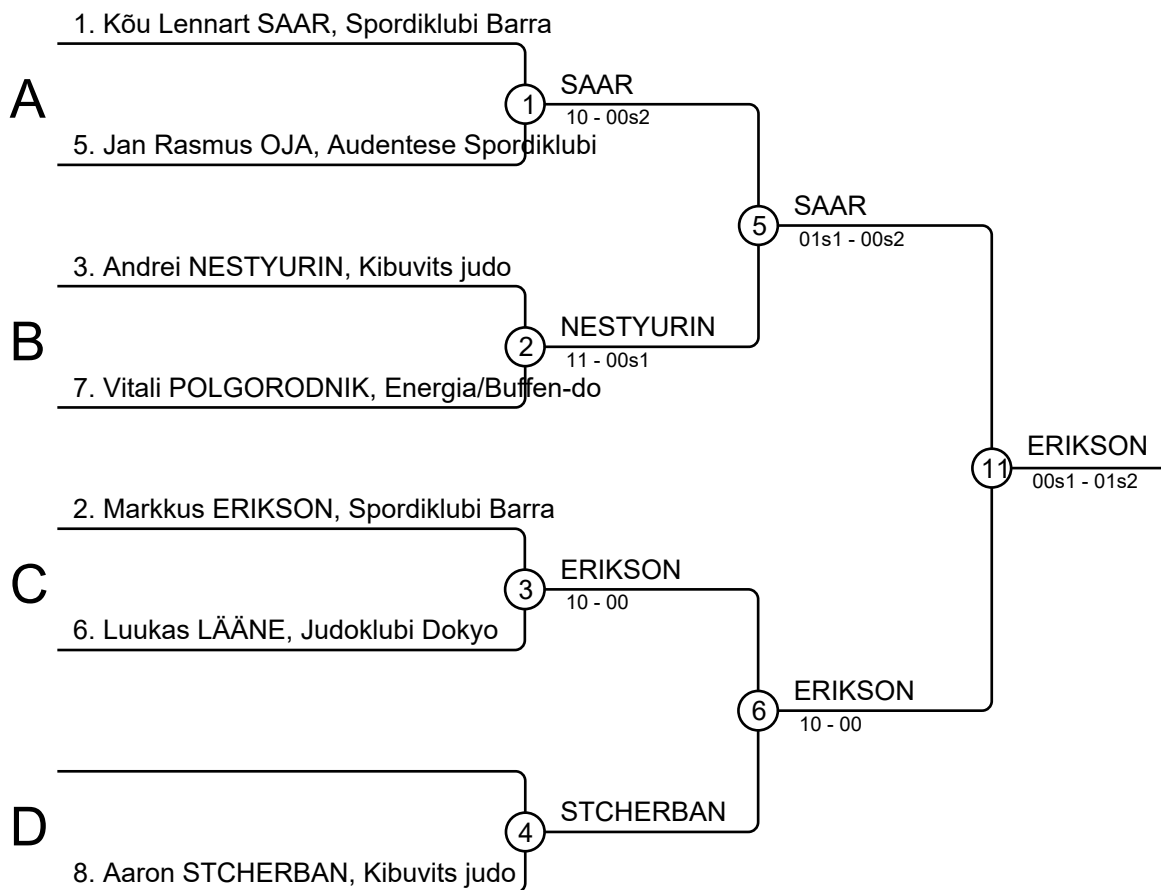 1. Kõu Lennart SAAR, Spordiklubi Barra
A
1
SAAR
10 - 00s2
5. Jan Rasmus OJA, Audentese Spordiklubi
5
SAAR
01s1 - 00s2
3. Andrei NESTYURIN, Kibuvits judo
B
2
NESTYURIN
11 - 00s1
7. Vitali POLGORODNIK, Energia/Buffen-do
11
ERIKSON
00s1 - 01s2
2. Markkus ERIKSON, Spordiklubi Barra
C
3
ERIKSON
10 - 00
6. Luukas LÄÄNE, Judoklubi Dokyo
6
ERIKSON
10 - 00
D
4
STCHERBAN
8. Aaron STCHERBAN, Kibuvits judo